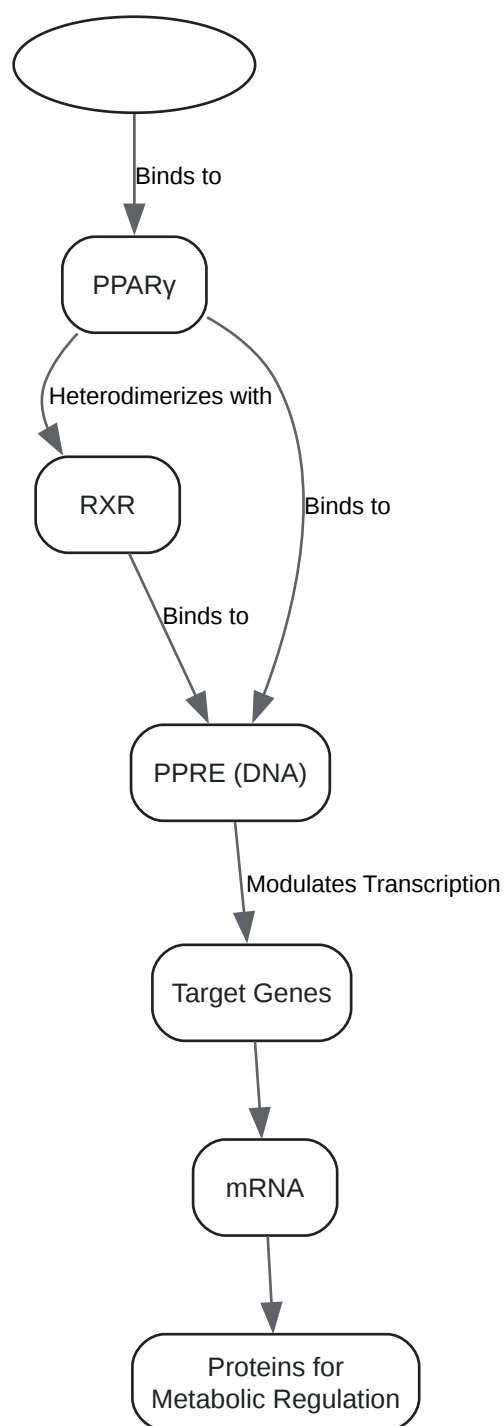 Binds to
PPARγ
Heterodimerizes with
RXR
Binds to
Binds to
PPRE (DNA)
Modulates Transcription
Target Genes
mRNA
Proteins for
Metabolic Regulation